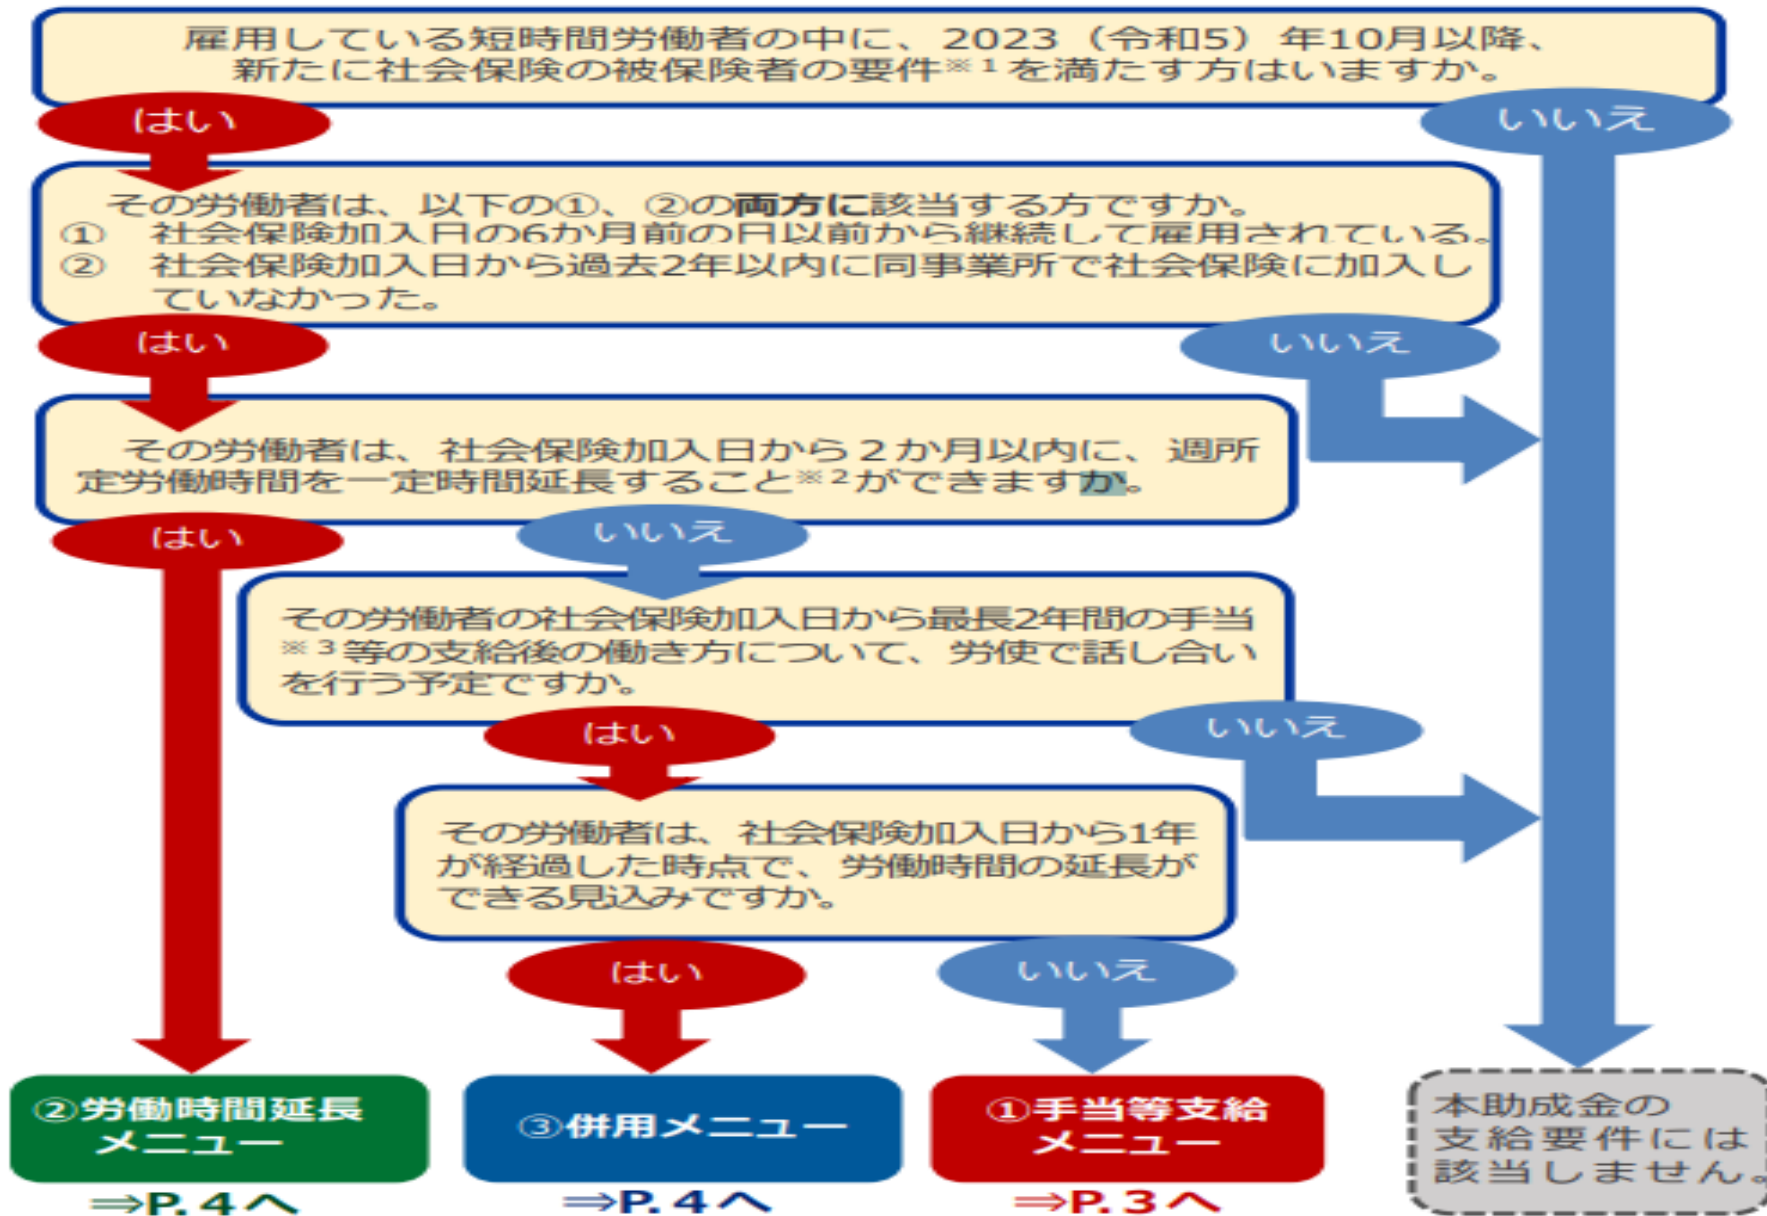 雇用している短時間労働者の中に、2023（令和5）年10月以降、
新たに社会保険の被保険者の要件※１を満たす方はいますか。
はい
いいえ
その労働者は、以下の①、②の両方に該当する方ですか。
① 社会保険加入日の6か月前の日以前から継続して雇用されている。
② 社会保険加入日から過去2年以内に同事業所で社会保険に加入し
ていなかった。
はい
いいえ
その労働者は、社会保険加入日から２か月以内に、週所
定労働時間を一定時間延長すること※２ができますか。
はい
いいえ
その労働者の社会保険加入日から最長2年間の手当
※３等の支給後の働き方について、労使で話し合い
を行う予定ですか。
はい
いいえ
その労働者は、社会保険加入日から1年
が経過した時点で、労働時間の延長が
できる見込みですか。
はい
いいえ
②労働時間延長
メニュー
⇒P.４へ
③併用メニュー
⇒P.４へ
①手当等支給
メニュー
⇒P.３へ
本助成金の
支給要件には
該当しません。